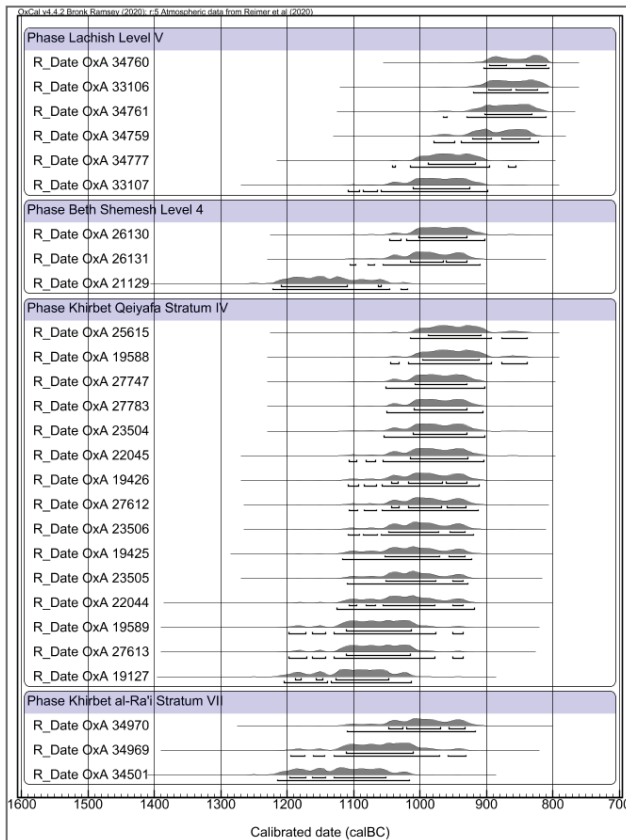 OxCal v4.4.2 Bronk Ramsey (2020); r:5 Atmospheric data from Reimer et al (2020)
Phase Lachish Level V
R_Date OxA 34760
R_Date OxA 33106
R_Date OxA 34761
R_Date OxA 34759
R_Date OxA 34777
R_Date OxA 33107
Phase Beth Shemesh Level 4
R_Date OxA 26130
R_Date OxA 26131
R_Date OxA 21129
Phase Khirbet Qeiyafa Stratum IV
R_Date OxA 25615
R_Date OxA 19588
R_Date OxA 27747
R_Date OxA 27783
R_Date OxA 23504
R_Date OxA 22045
R_Date OxA 19426
R_Date OxA 27612
R_Date OxA 23506
R_Date OxA 19425
R_Date OxA 23505
R_Date OxA 22044
R_Date OxA 19589
R_Date OxA 27613
R_Date OxA 19127
Phase Khirbet al-Ra'i Stratum VII
R_Date OxA 34970
R_Date OxA 34969
R_Date OxA 34501
1600 1500 1400 1300 1200 1100 1000 900 800 700
Calibrated date (calBC)